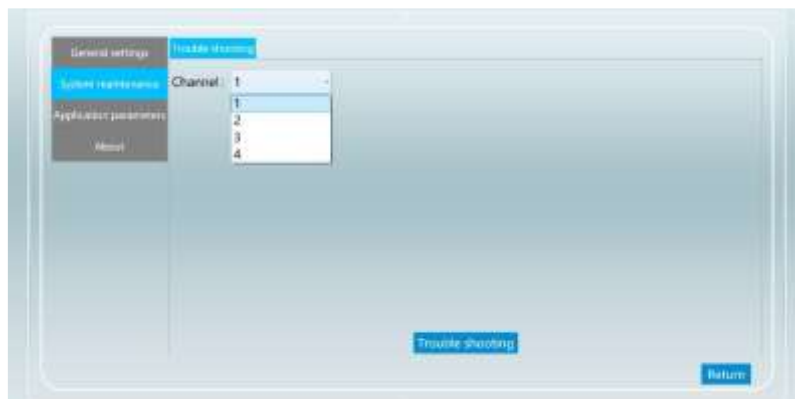 General settings
System maintenance
Application parameters
About
Trouble shooting
Channel: 1
1
2
3
4
Trouble shooting
Return